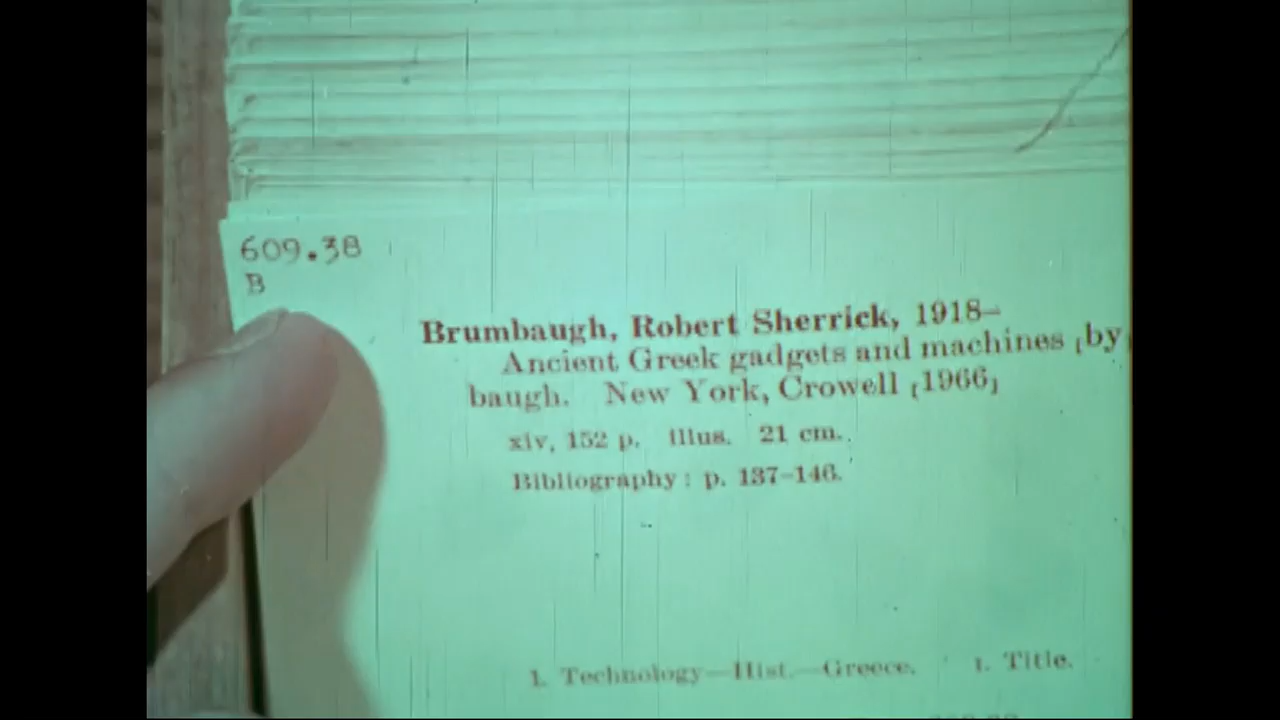 609.38
B
Brumbaugh, Robert Sherrick, 1918–
Ancient Greek gadgets and machines [by
baugh. New York, Crowell [1966]
xiv, 152 p. illus. 21 cm.
Bibliography: p. 137–146.
1. Technology—Hist.—Greece. I. Title.